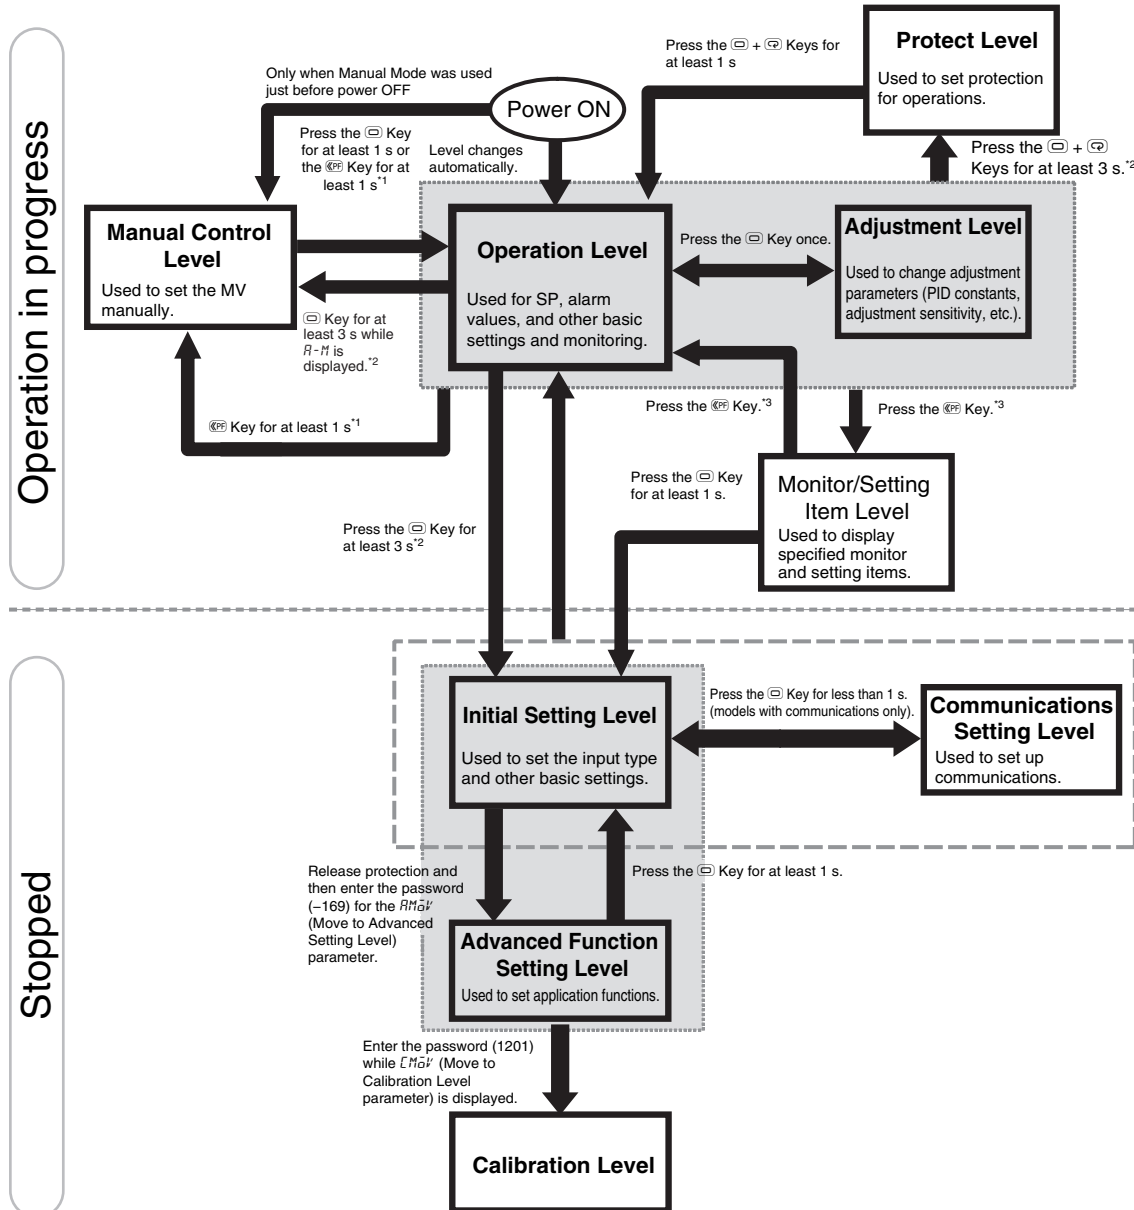 Operation in progress
Only when Manual Mode was used
just before power OFF
Power ON
Press the Key
for at least 1 s or
the PF Key for at
least 1 s*1
Level changes
automatically.
Press the + Keys for
at least 1 s
Protect Level
Used to set protection
for operations.
Press the +
Keys for at least 3 s.*2
Manual Control
Level
Used to set the MV
manually.
Operation Level
Used for SP, alarm
values, and other basic
settings and monitoring.
Press the Key once.
Adjustment Level
Used to change adjustment
parameters (PID constants,
adjustment sensitivity, etc.).
Key for at
least 3 s while
A-M is
displayed.*2
PF Key for at least 1 s*1
Press the PF Key.*3
Press the PF Key.*3
Press the Key
for at least 1 s.
Monitor/Setting
Item Level
Used to display
specified monitor
and setting items.
Press the Key for
at least 3 s*2
Stopped
Initial Setting Level
Used to set the input type
and other basic settings.
Press the Key for less than 1 s.
(models with communications only).
Communications
Setting Level
Used to set up
communications.
Release protection and
then enter the password
(−169) for the AMoV
(Move to Advanced
Setting Level)
parameter.
Press the Key for at least 1 s.
Advanced Function
Setting Level
Used to set application functions.
Enter the password (1201)
while CMoV (Move to
Calibration Level
parameter) is displayed.
Calibration Level